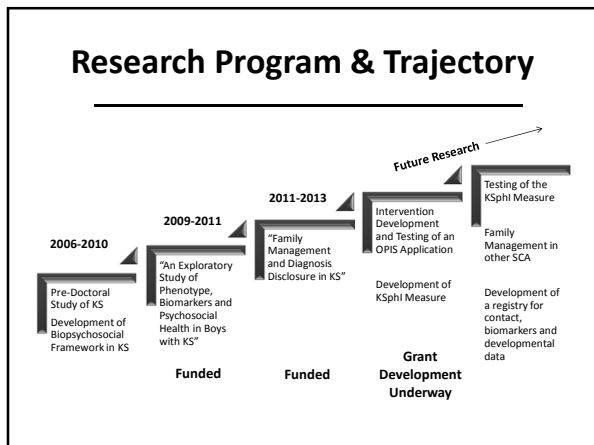 Research Program & Trajectory
Future Research
2006-2010
Pre-Doctoral
Study of KS
Development of
Biopsychosocial
Framework in KS
2009-2011
“An Exploratory
Study of
Phenotype,
Biomarkers and
Psychosocial
Health in Boys
with KS”
Funded
2011-2013
“Family
Management
and Diagnosis
Disclosure in KS”
Funded
Intervention
Development
and Testing of an
OPIS Application
Development of
KSphI Measure
Grant
Development
Underway
Testing of the
KSphI Measure
Family
Management in
other SCA
Development of
a registry for
contact,
biomarkers and
developmental
data